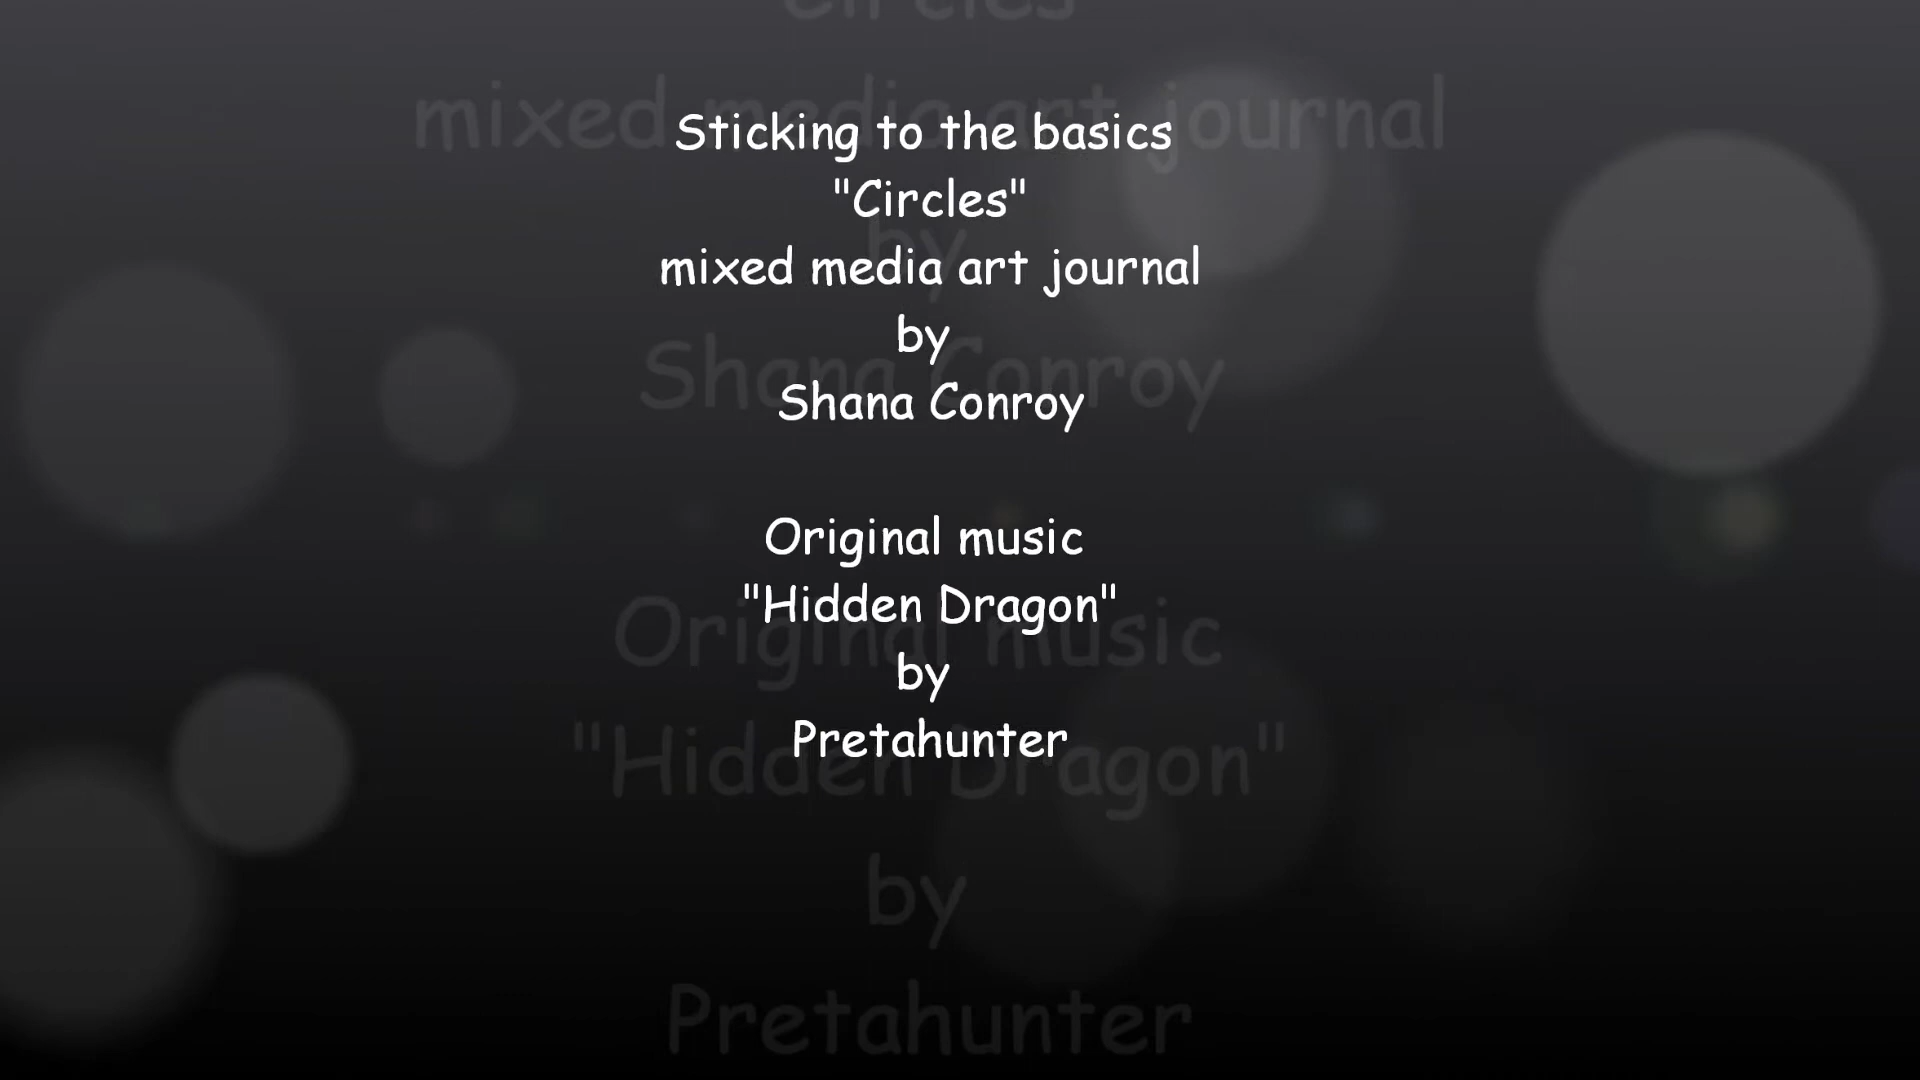 Sticking to the basics
"Circles"
mixed media art journal
by
Shana Conroy
Original music
"Hidden Dragon"
by
Pretahunter